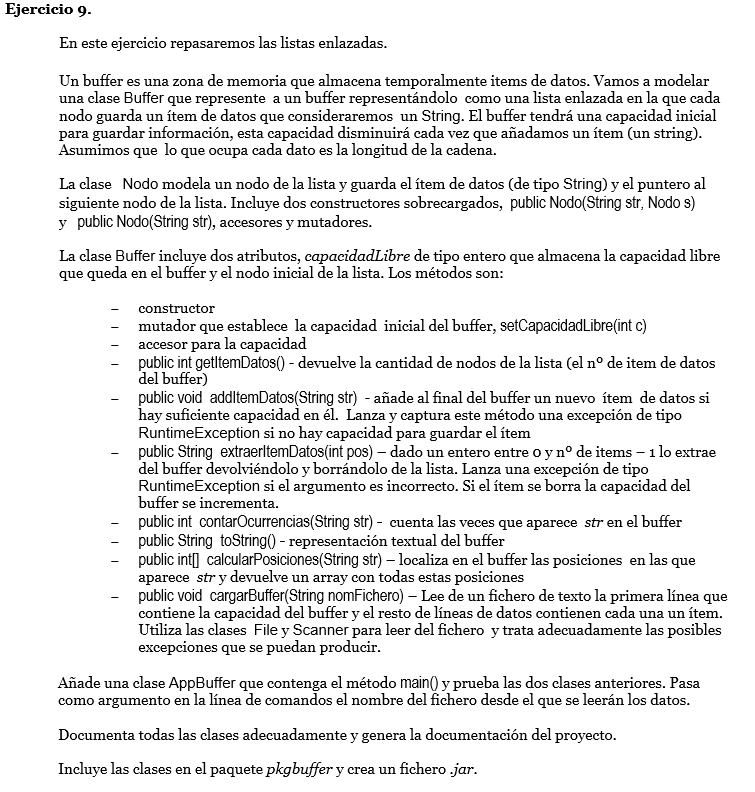 Ejercicio 9.
En este ejercicio repasaremos las listas enlazadas.
Un buffer es una zona de memoria que almacena temporalmente items de datos. Vamos a modelar
una clase Buffer que represente a un buffer representándolo como una lista enlazada en la que cada
nodo guarda un ítem de datos que consideraremos un String. El buffer tendrá una capacidad inicial
para guardar información, esta capacidad disminuirá cada vez que añadamos un ítem (un string).
Asumimos que lo que ocupa cada dato es la longitud de la cadena.
La clase Nodo modela un nodo de la lista y guarda el ítem de datos (de tipo String) y el puntero al
siguiente nodo de la lista. Incluye dos constructores sobrecargados, public Nodo(String str, Nodo s)
y public Nodo(String str), accesores y mutadores.
La clase Buffer incluye dos atributos, capacidadLibre de tipo entero que almacena la capacidad libre
que queda en el buffer y el nodo inicial de la lista. Los métodos son:
– constructor
– mutador que establece la capacidad inicial del buffer, setCapacidadLibre(int c)
– accesor para la capacidad
– public int getItemDatos() - devuelve la cantidad de nodos de la lista (el nº de item de datos
del buffer)
– public void addItemDatos(String str) - añade al final del buffer un nuevo ítem de datos si
hay suficiente capacidad en él. Lanza y captura este método una excepción de tipo
RuntimeException si no hay capacidad para guardar el ítem
– public String extraerItemDatos(int pos) – dado un entero entre 0 y nº de items – 1 lo extrae
del buffer devolviéndolo y borrándolo de la lista. Lanza una excepción de tipo
RuntimeException si el argumento es incorrecto. Si el ítem se borra la capacidad del
buffer se incrementa.
– public int contarOcurrencias(String str) - cuenta las veces que aparece str en el buffer
– public String toString() - representación textual del buffer
– public int[] calcularPosiciones(String str) – localiza en el buffer las posiciones en las que
aparece str y devuelve un array con todas estas posiciones
– public void cargarBuffer(String nomFichero) – Lee de un fichero de texto la primera línea que
contiene la capacidad del buffer y el resto de líneas de datos contienen cada una un ítem.
Utiliza las clases File y Scanner para leer del fichero y trata adecuadamente las posibles
excepciones que se puedan producir.
Añade una clase AppBuffer que contenga el método main() y prueba las dos clases anteriores. Pasa
como argumento en la línea de comandos el nombre del fichero desde el que se leerán los datos.
Documenta todas las clases adecuadamente y genera la documentación del proyecto.
Incluye las clases en el paquete pkgbuffer y crea un fichero .jar.